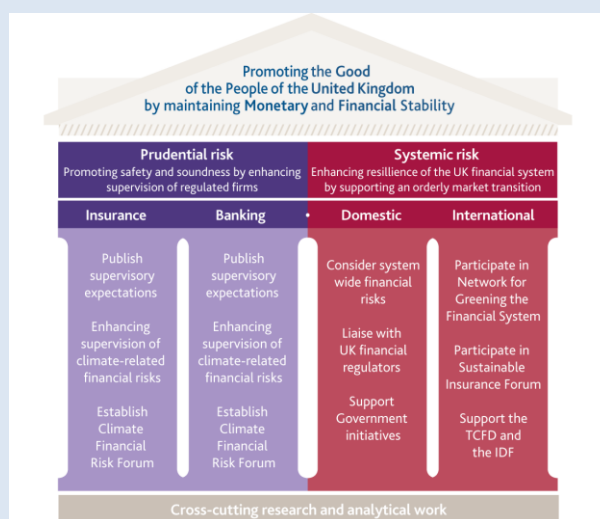 Promoting the Good
of the People of the United Kingdom
by maintaining Monetary and Financial Stability
Prudential risk
Promoting safety and soundness by enhancing
supervision of regulated firms
Systemic risk
Enhancing resillience of the UK financial system
by supporting an orderly market transition
Insurance
Banking
•
Domestic
International
Publish
supervisory
expectations
Enhancing
supervision of
climate-related
financial risks
Establish
Climate
Financial
Risk Forum
Publish
supervisory
expectations
Enhancing
supervision of
climate-related
financial risks
Establish
Climate
Financial
Risk Forum
Consider system
wide financial
risks
Liaise with
UK financial
regulators
Support
Government
initiatives
Participate in
Network for
Greening the
Financial System
Participate in
Sustainable
Insurance Forum
Support the
TCFD and
the IDF
Cross-cutting research and analytical work